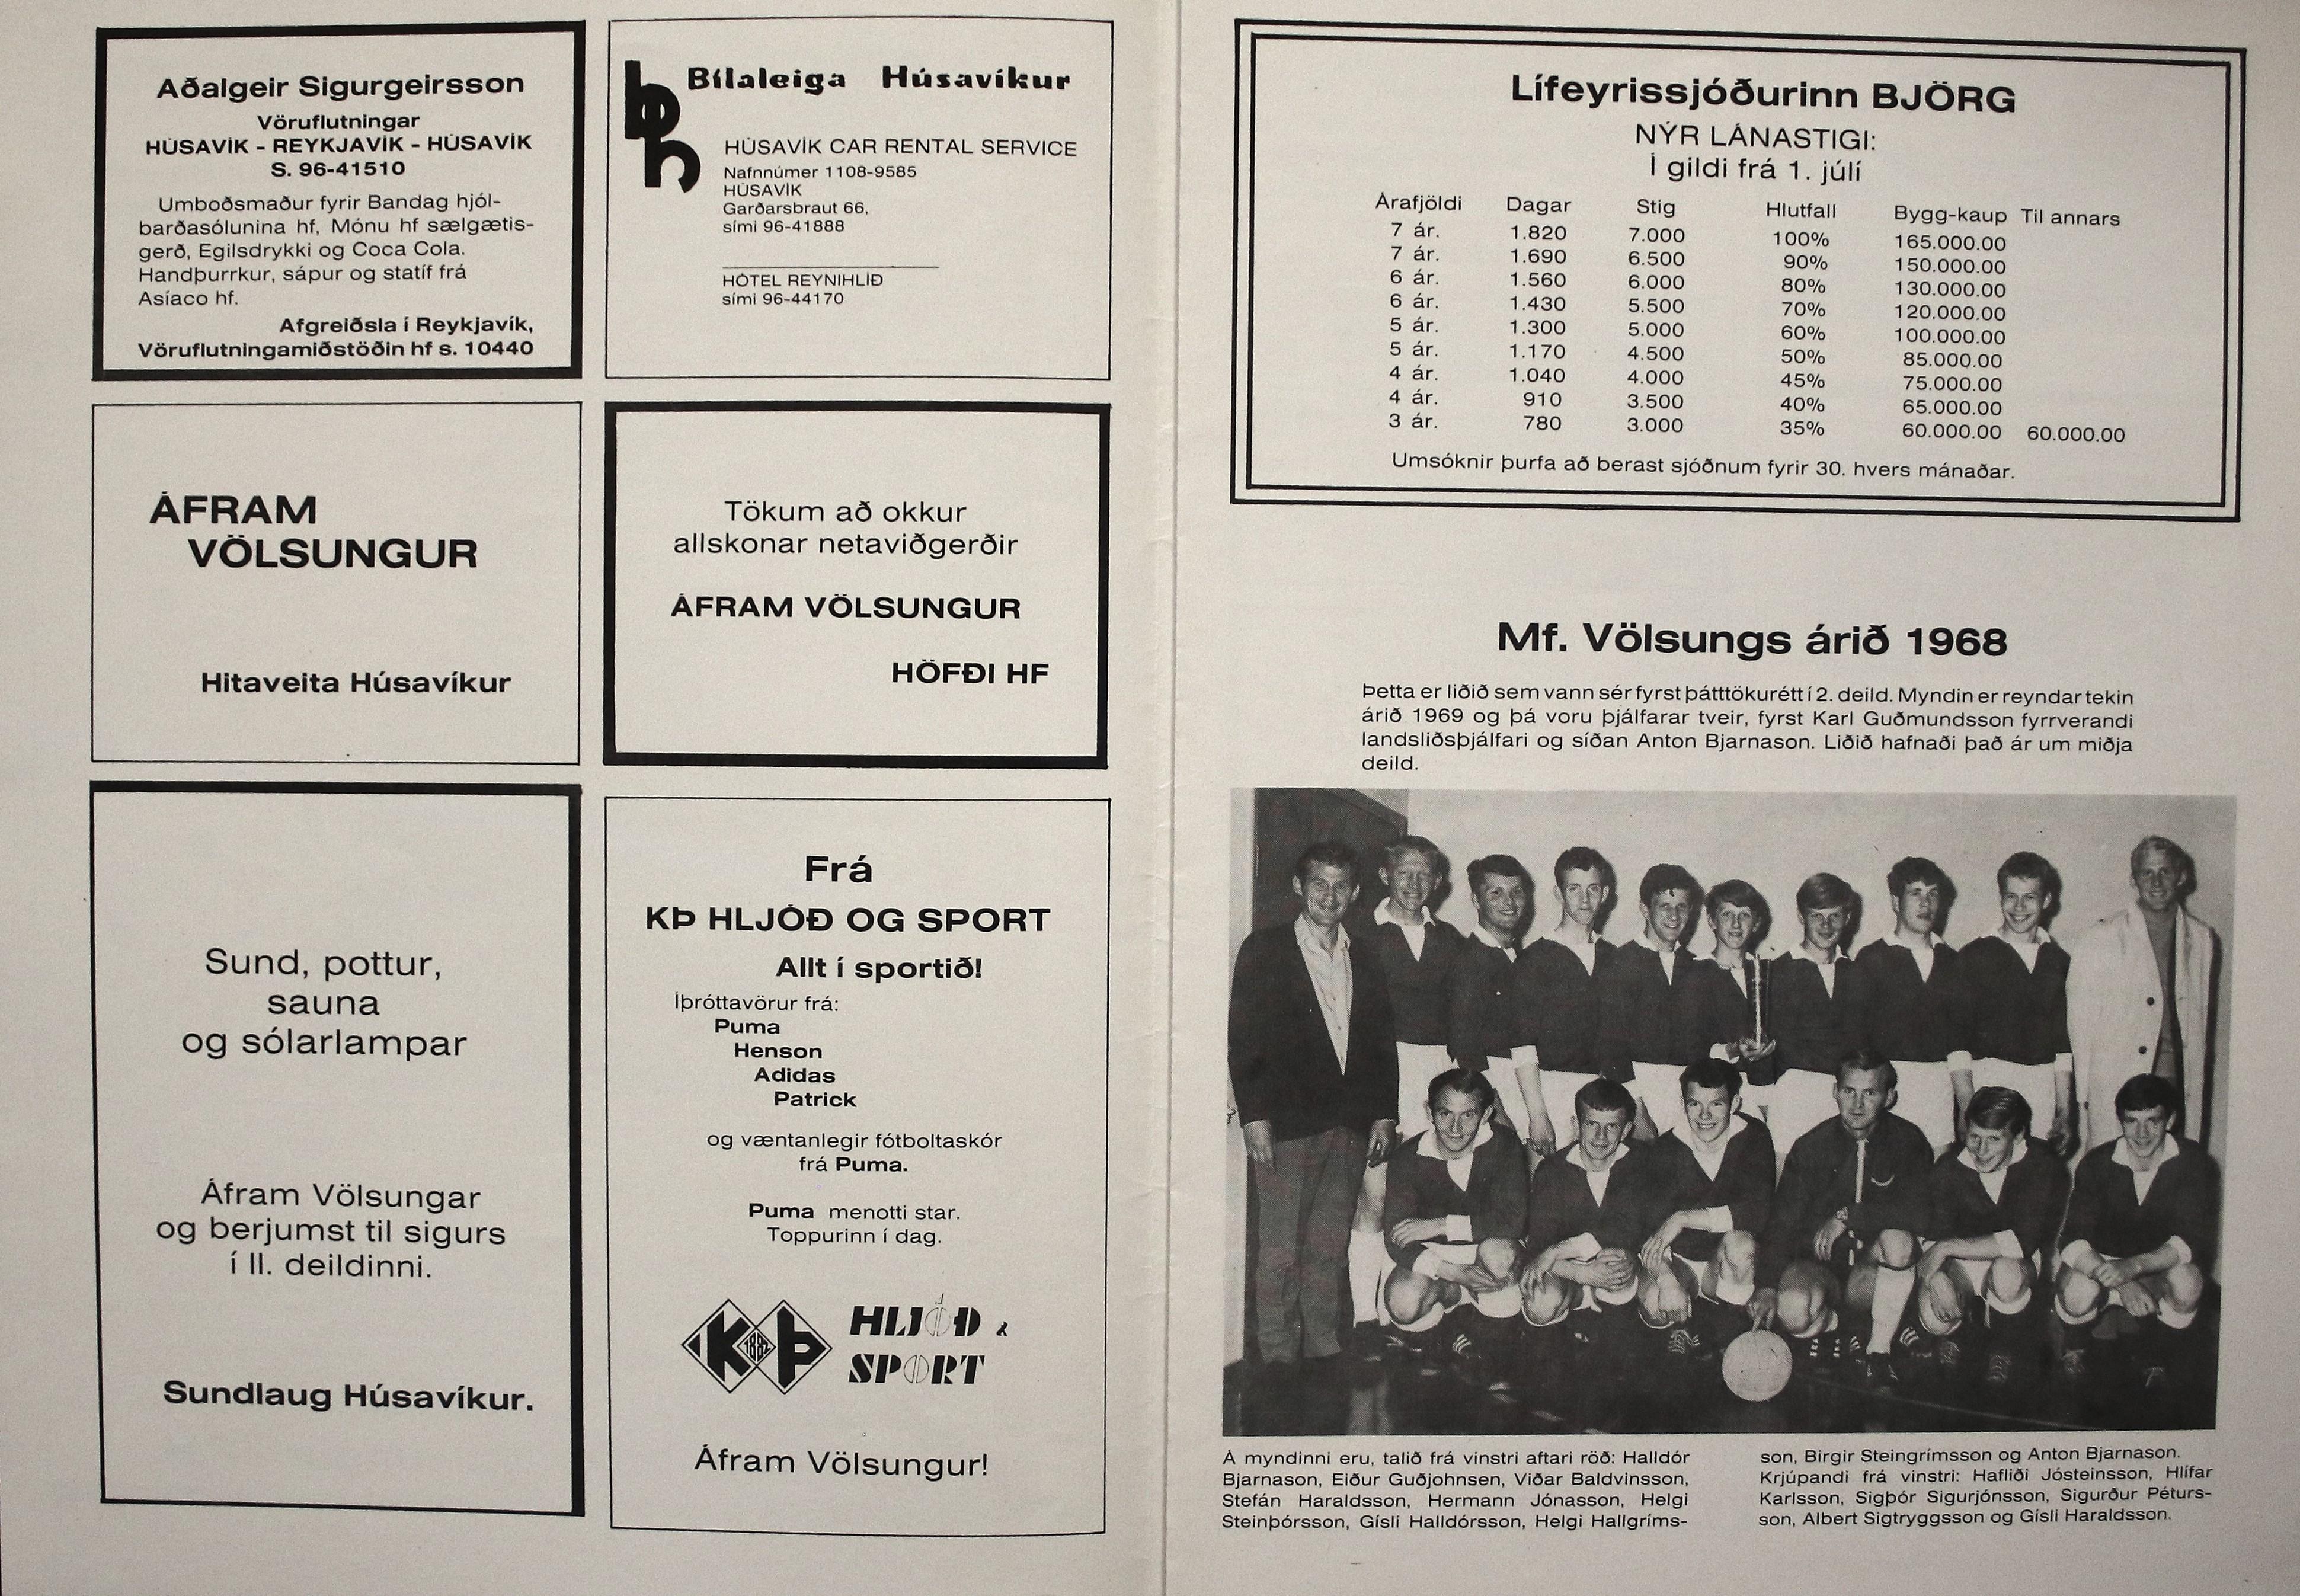 Aðalgeir Sigurgeirsson
Vöruflutningar
HÚSAVÍK - REYKJAVÍK - HÚSAVÍK
S. 96-41510
Umboðsmaður fyrir Bandag hjól-
barðasólunina hf, Mónu hf sælgætis-
gerð, Egilsdrykki og Coca Cola.
Handþurrkur, sápur og statíf frá
Asíaco hf.
Afgreiðsla í Reykjavík,
Vöruflutningamiðstöðin hf s. 10440
bh
Bílaleiga Húsavíkur
HÚSAVÍK CAR RENTAL SERVICE
Nafnnúmer 1108-9585
HÚSAVÍK
Garðarsbraut 66,
sími 96-41888
HÓTEL REYNIHLÍÐ
sími 96-44170
ÁFRAM
VÖLSUNGUR
Hitaveita Húsavíkur
Tökum að okkur
allskonar netaviðgerðir
ÁFRAM VÖLSUNGUR
HÖFÐI HF
Sund, pottur,
sauna
og sólarlampar
Áfram Völsungar
og berjumst til sigurs
í II. deildinni.
Sundlaug Húsavíkur.
Frá
KÞ HLJÓÐ OG SPORT
Allt í sportið!
Íþróttavörur frá:
Puma
Henson
Adidas
Patrick
og væntanlegir fótboltaskór
frá Puma.
Puma menotti star.
Toppurinn í dag.
K 1882 Þ
HLJÓÐ &
SPORT
Áfram Völsungur!
Lífeyrissjóðurinn BJÖRG
NÝR LÁNASTIGI:
Í gildi frá 1. júlí
Árafjöldi Dagar Stig Hlutfall Bygg-kaup Til annars
7 ár. 1.820 7.000 100% 165.000.00
7 ár. 1.690 6.500 90% 150.000.00
6 ár. 1.560 6.000 80% 130.000.00
6 ár. 1.430 5.500 70% 120.000.00
5 ár. 1.300 5.000 60% 100.000.00
5 ár. 1.170 4.500 50% 85.000.00
4 ár. 1.040 4.000 45% 75.000.00
4 ár. 910 3.500 40% 65.000.00
3 ár. 780 3.000 35% 60.000.00 60.000.00
Umsóknir þurfa að berast sjóðnum fyrir 30. hvers mánaðar.
Mf. Völsungs árið 1968
Þetta er liðið sem vann sér fyrst þátttökurétt í 2. deild. Myndin er reyndar tekin
árið 1969 og þá voru þjálfarar tveir, fyrst Karl Guðmundsson fyrrverandi
landsliðsþjálfari og síðan Anton Bjarnason. Liðið hafnaði það ár um miðja
deild.
Á myndinni eru, talið frá vinstri aftari röð: Halldór
Bjarnason, Eiður Guðjohnsen, Viðar Baldvinsson,
Stefán Haraldsson, Hermann Jónasson, Helgi
Steinþórsson, Gísli Halldórsson, Helgi Hallgríms-
son, Birgir Steingrímsson og Anton Bjarnason.
Krjúpandi frá vinstri: Hafliði Jósteinsson, Hlífar
Karlsson, Sigþór Sigurjónsson, Sigurður Péturs-
son, Albert Sigtryggsson og Gísli Haraldsson.